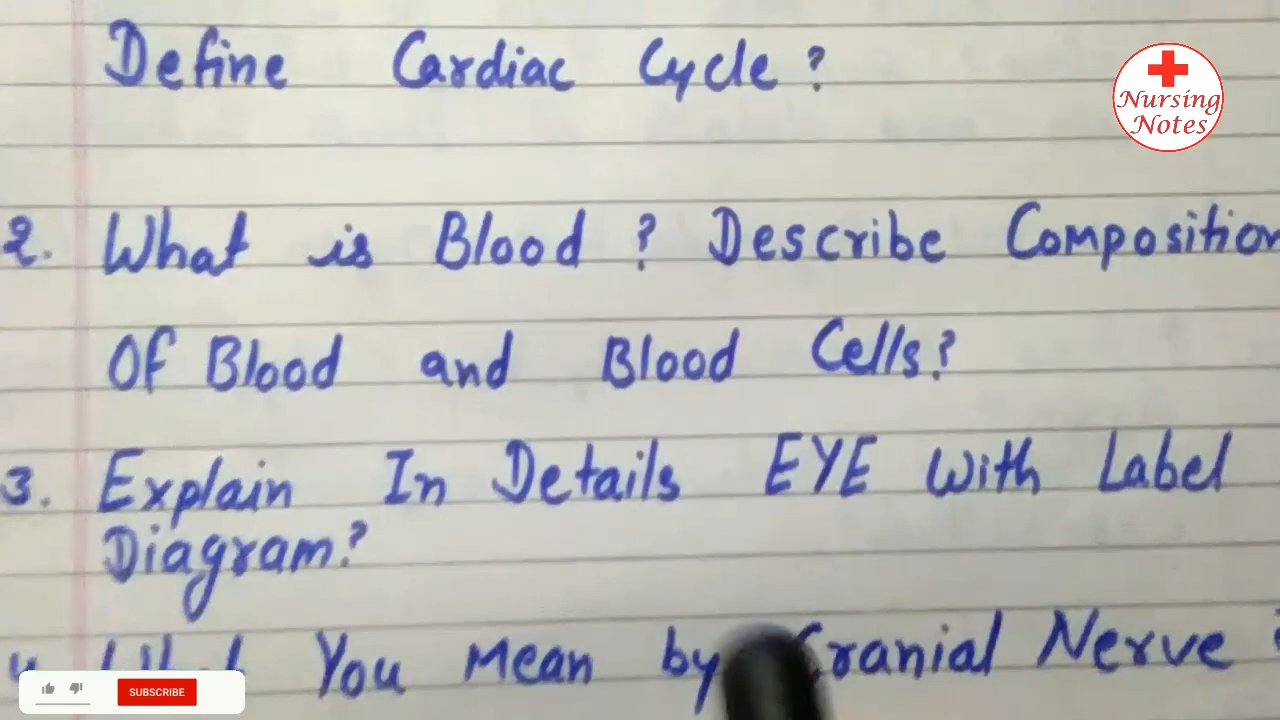 Define Cardiac Cycle?
Nursing
Notes
2. What is Blood? Describe Composition
Of Blood and Blood Cells?
3. Explain In Details EYE With Label
Diagram?
You Mean by Cranial Nerve
SUBSCRIBE